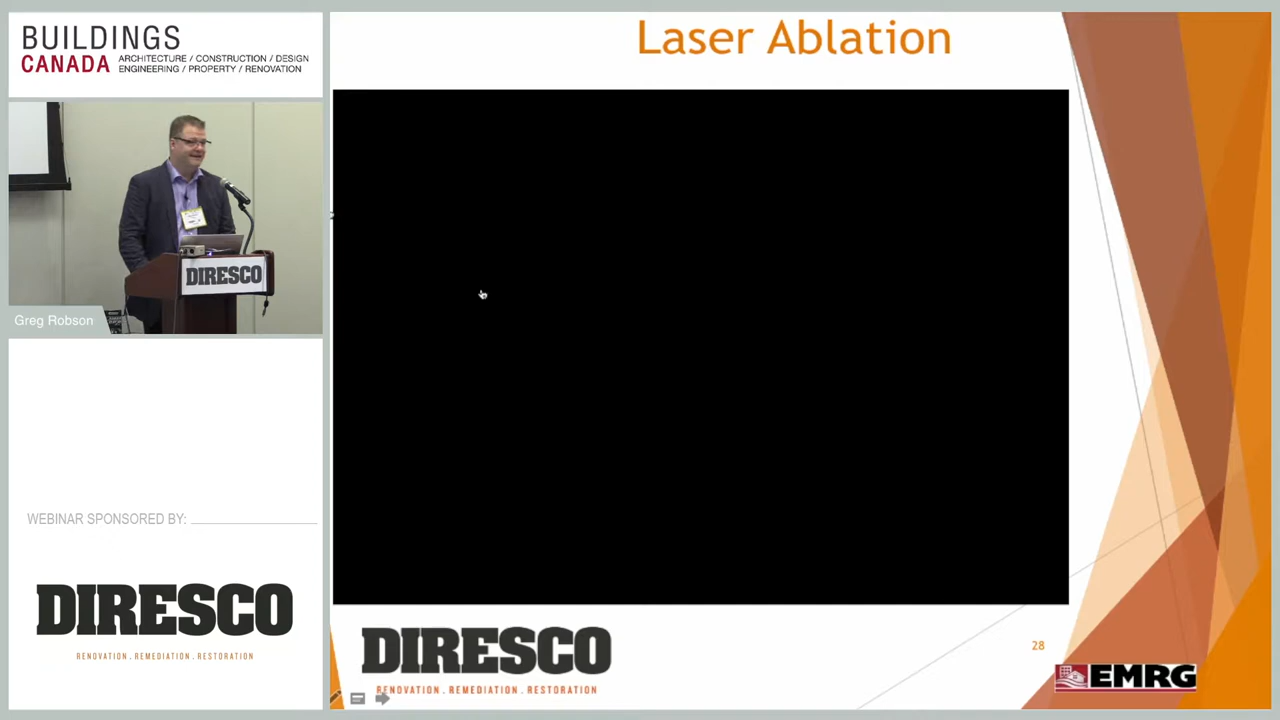 BUILDINGS
CANADA
ARCHITECTURE / CONSTRUCTION / DESIGN
ENGINEERING / PROPERTY / RENOVATION
DIRESCO
Greg Robson
WEBINAR SPONSORED BY:
DIRESCO
RENOVATION . REMEDIATION . RESTORATION
Laser Ablation
DIRESCO
RENOVATION . REMEDIATION . RESTORATION
28
EMRG